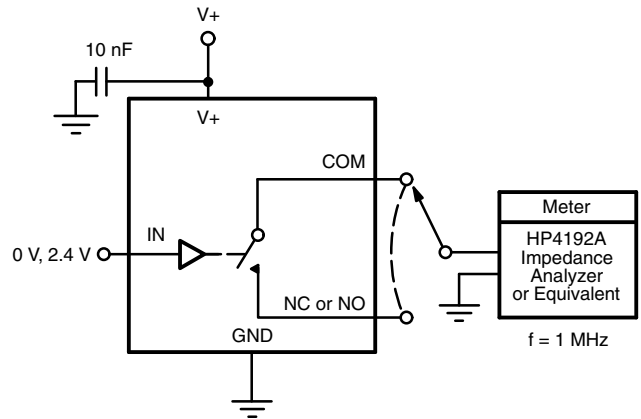 V+
10 nF
V+
COM
Meter
IN
0 V, 2.4 V
HP4192A
Impedance
Analyzer
or Equivalent
NC or NO
GND
f = 1 MHz